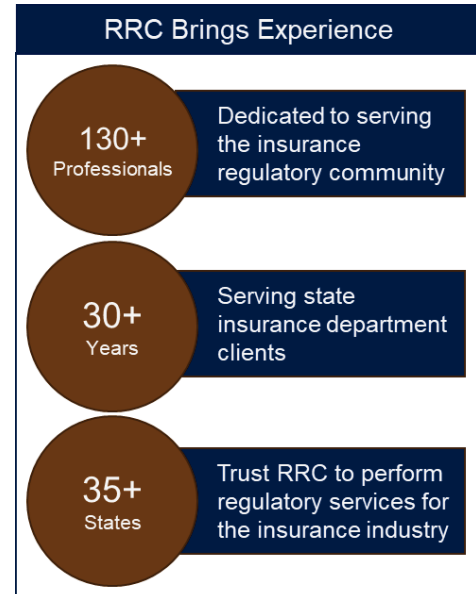 RRC Brings Experience
130+
Professionals
Dedicated to serving
the insurance
regulatory community
30+
Years
Serving state
insurance department
clients
35+
States
Trust RRC to perform
regulatory services for
the insurance industry